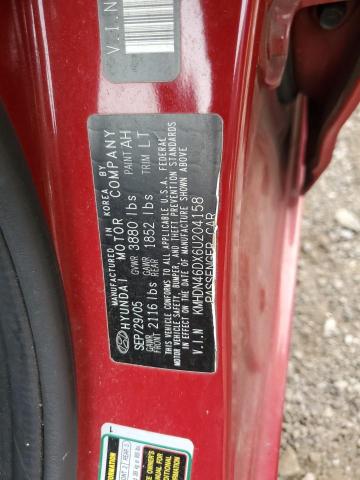 V.I.N
MANUFACTURED IN KOREA BY
HYUNDAI MOTOR COMPANY
SEP/29/05 GVWR 3880 lbs PAINT AH
GAWR FRONT 2116 lbs GAWR REAR 1852 lbs TRIM LT
THIS VEHICLE CONFORMS TO ALL APPLICABLE U.S.A. FEDERAL
MOTOR VEHICLE SAFETY, BUMPER, AND THEFT PREVENTION STANDARDS
IN EFFECT ON THE DATE OF MANUFACTURE SHOWN ABOVE
V.I.N KMHDN46DX6U204158
PASSENGER CAR